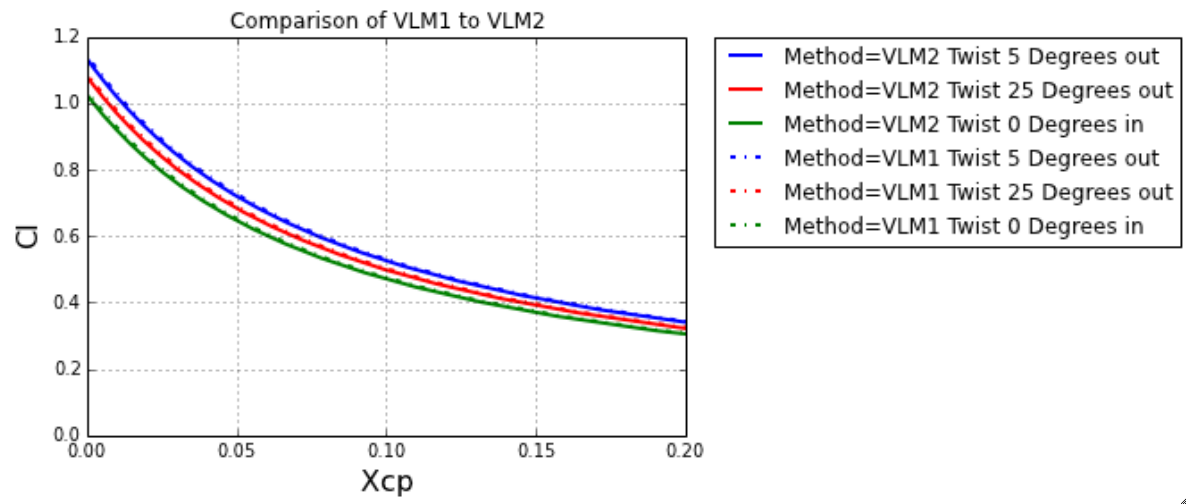 Comparison of VLM1 to VLM2
1.2
1.0
0.8
0.6
0.4
0.2
0.0
Cl
0.00 0.05 0.10 0.15 0.20
Xcp
Method=VLM2 Twist 5 Degrees out
Method=VLM2 Twist 25 Degrees out
Method=VLM2 Twist 0 Degrees in
Method=VLM1 Twist 5 Degrees out
Method=VLM1 Twist 25 Degrees out
Method=VLM1 Twist 0 Degrees in